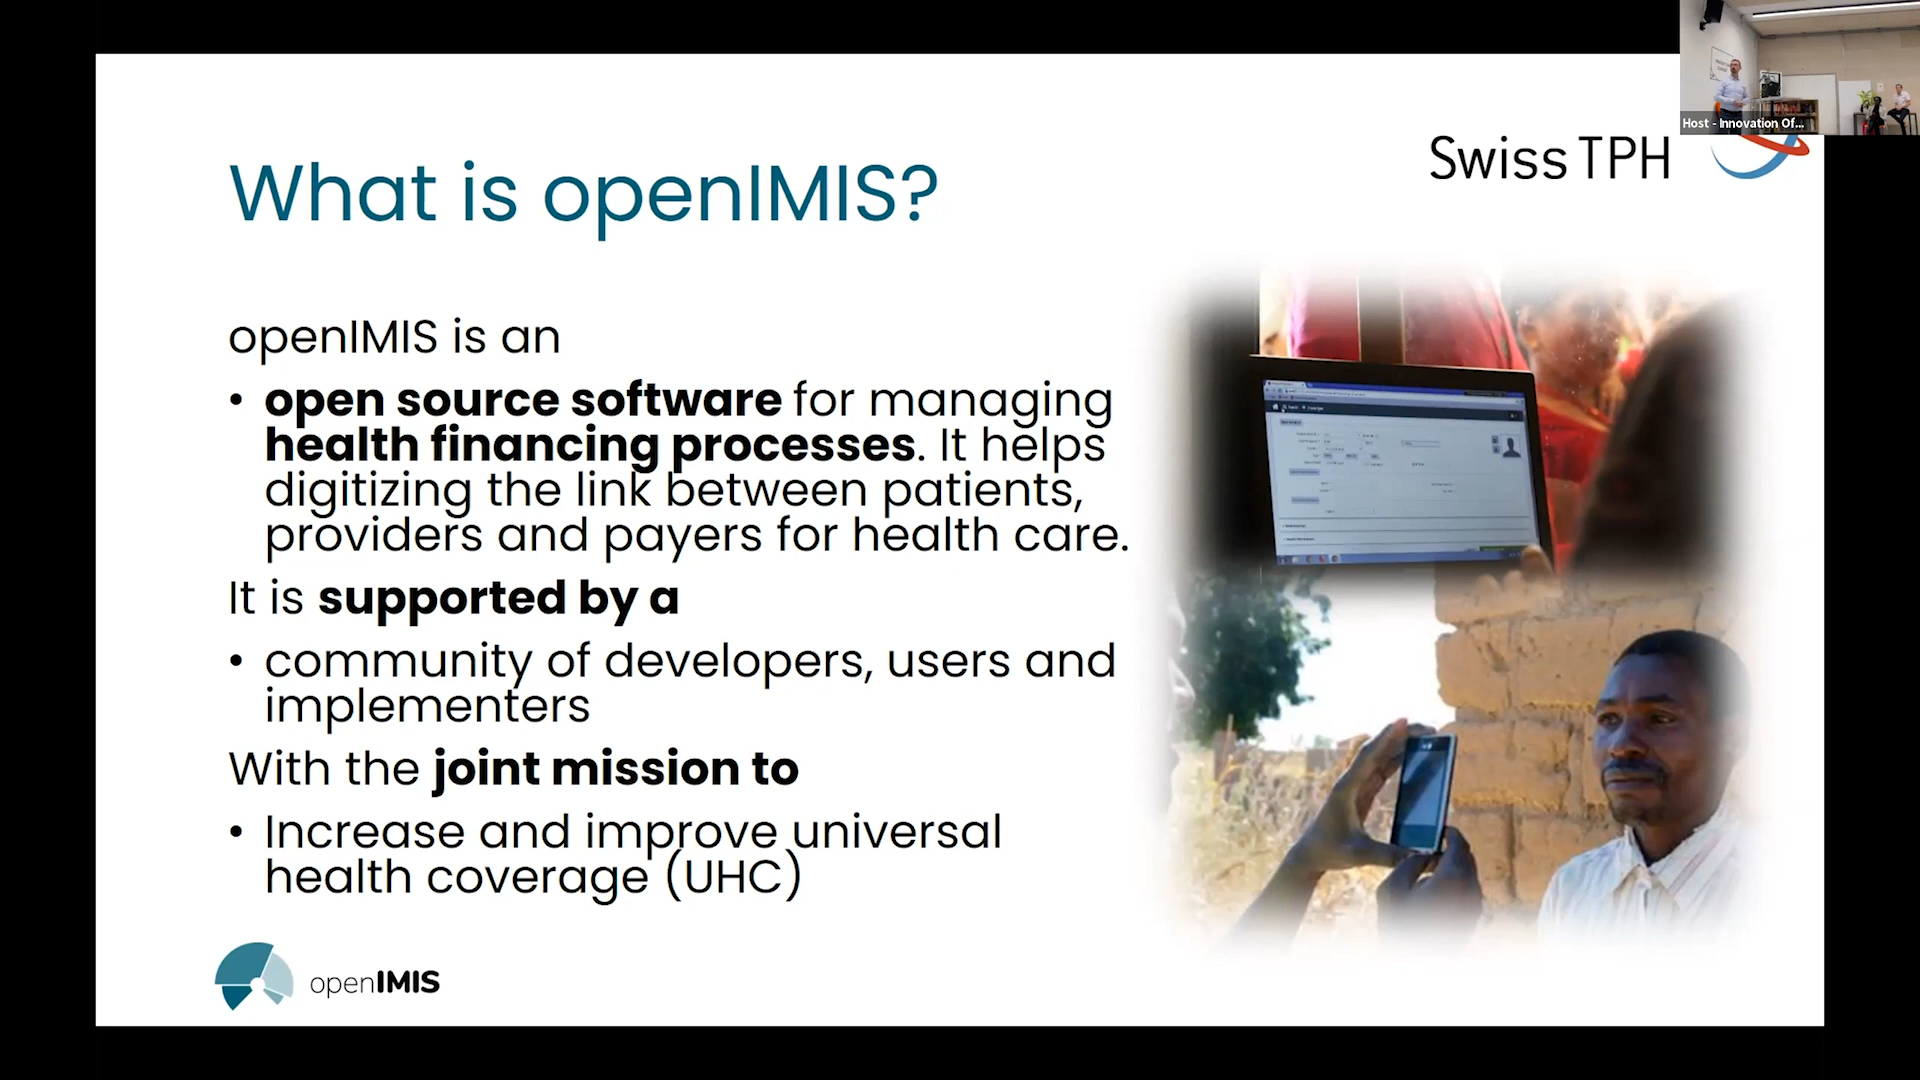 Host - Innovation Of...
Swiss TPH
What is openIMIS?
openIMIS is an
• open source software for managing
health financing processes. It helps
digitizing the link between patients,
providers and payers for health care.
It is supported by a
• community of developers, users and
implementers
With the joint mission to
• Increase and improve universal
health coverage (UHC)
openIMIS